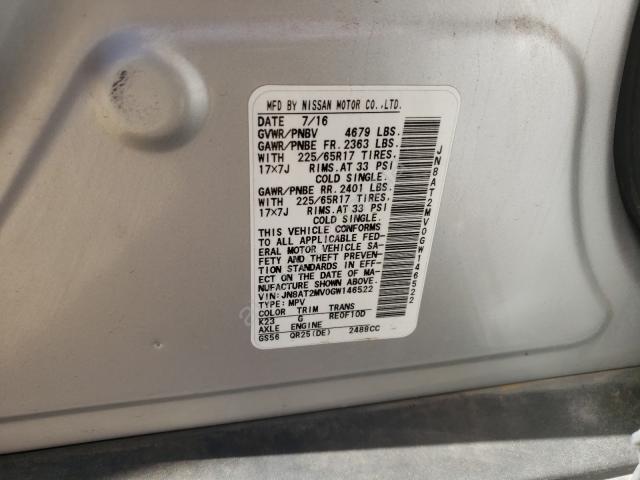 MFD BY NISSAN MOTOR CO.,LTD.
DATE 7/16
GVWR/PNBV 4679 LBS.
GAWR/PNBE FR. 2363 LBS.
WITH 225/65R17 TIRES.
17×7J RIMS.AT 33 PSI
COLD SINGLE.
GAWR/PNBE RR. 2401 LBS.
WITH 225/65R17 TIRES.
17×7J RIMS.AT 33 PSI
COLD SINGLE.
THIS VEHICLE CONFORMS
TO ALL APPLICABLE FED-
ERAL MOTOR VEHICLE SA-
FETY AND THEFT PREVEN-
TION STANDARDS IN EFF-
ECT ON THE DATE OF MA-
NUFACTURE SHOWN ABOVE.
VIN: JN8AT2MV0GW146522
TYPE: MPV
COLOR TRIM TRANS
K23 G RE0F10D
AXLE ENGINE
GS56 QR25(DE) 2488CC
JN8AT2MV0GW146522